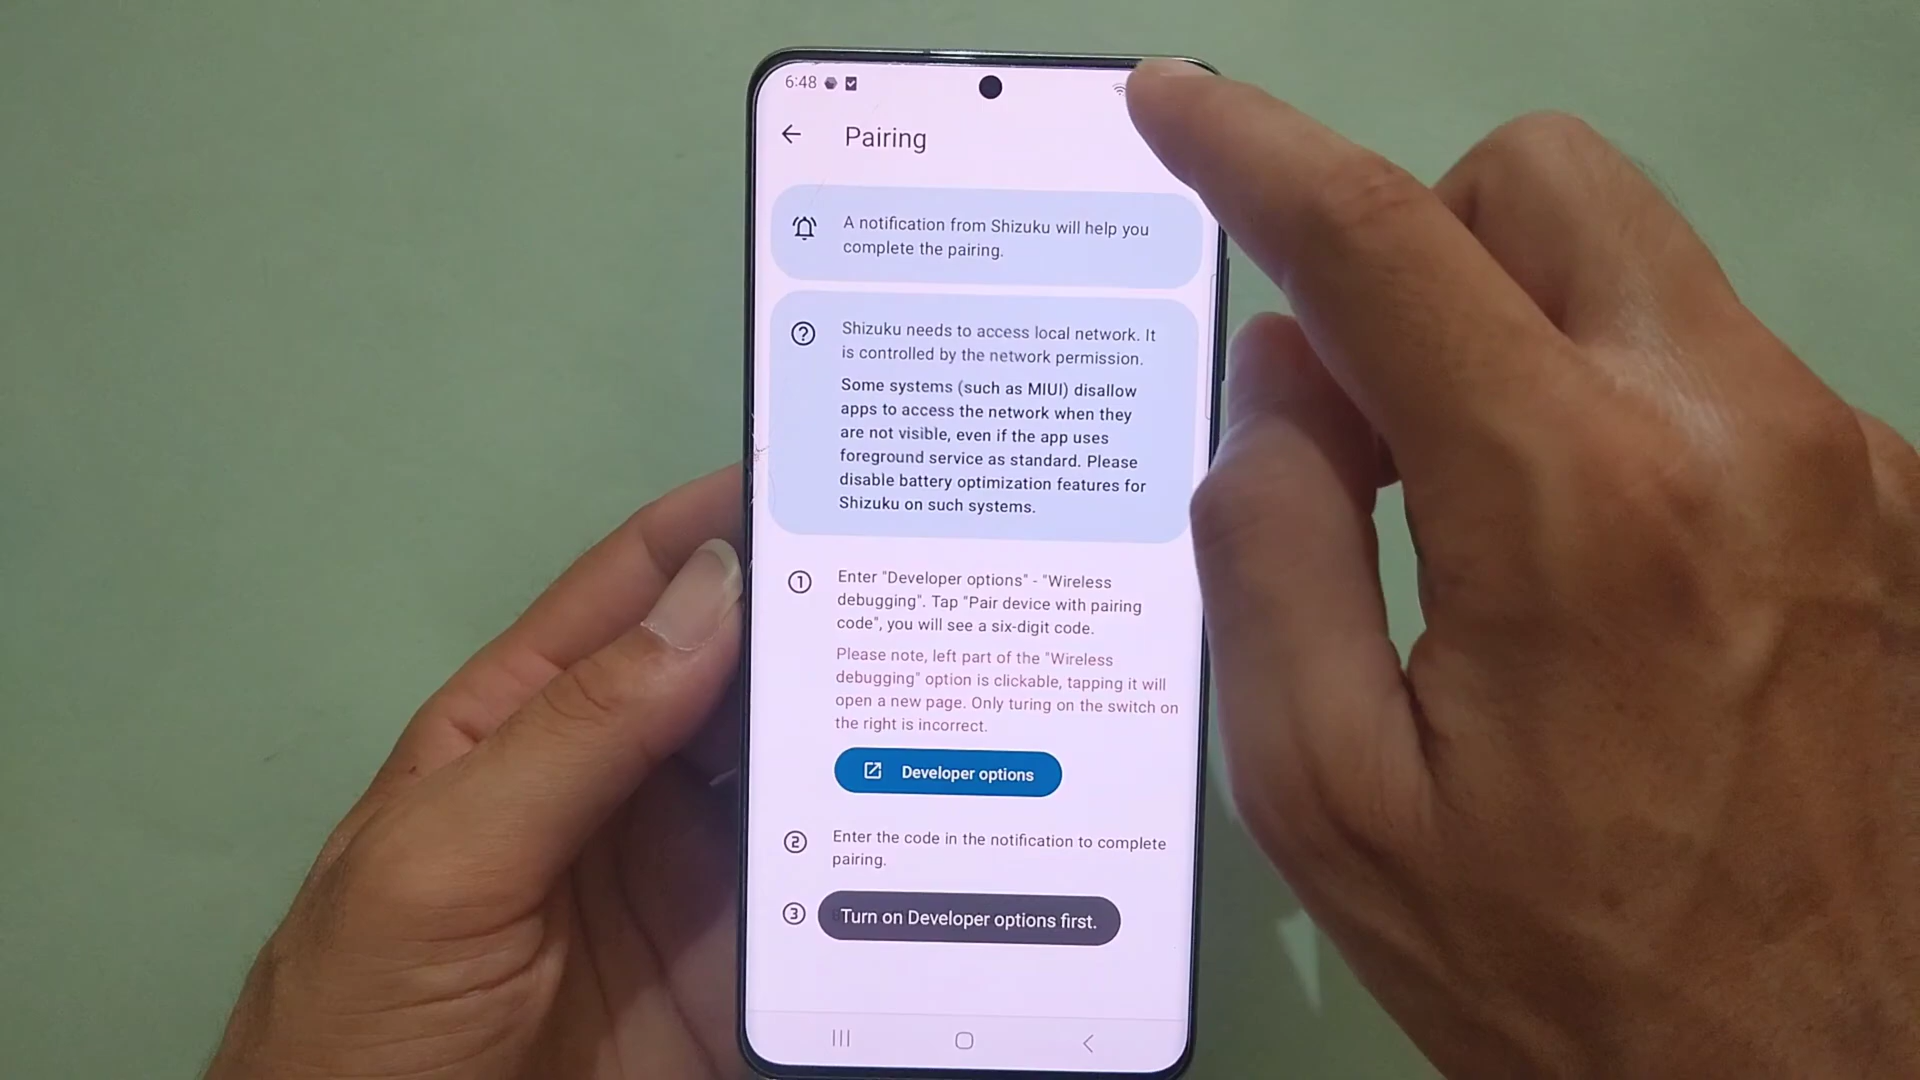 6:48
Pairing
A notification from Shizuku will help you
complete the pairing.
Shizuku needs to access local network. It
is controlled by the network permission.
Some systems (such as MIUI) disallow
apps to access the network when they
are not visible, even if the app uses
foreground service as standard. Please
disable battery optimization features for
Shizuku on such systems.
1 Enter "Developer options" - "Wireless
debugging". Tap "Pair device with pairing
code", you will see a six-digit code.
Please note, left part of the "Wireless
debugging" option is clickable, tapping it will
open a new page. Only turing on the switch on
the right is incorrect.
Developer options
2 Enter the code in the notification to complete
pairing.
3
Turn on Developer options first.